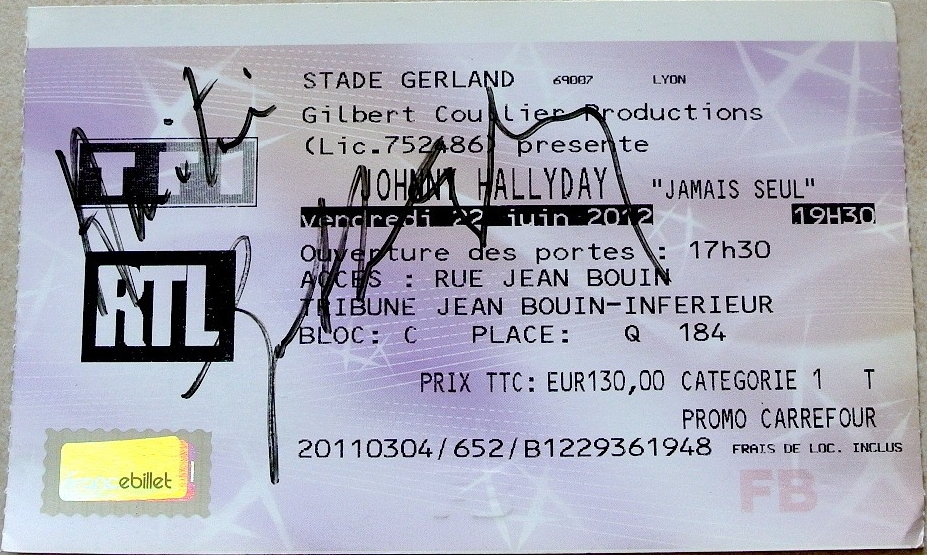 STADE GERLAND 69007 LYON
Gilbert Coullier Productions
(Lic.752486) presente
JOHNNY HALLYDAY "JAMAIS SEUL"
vendredi 22 juin 2012 19H30
Ouverture des portes : 17h30
ACCES : RUE JEAN BOUIN
TRIBUNE JEAN BOUIN-INFERIEUR
BLOC: C PLACE: Q 184
PRIX TTC: EUR130,00 CATEGORIE 1 T
PROMO CARREFOUR
20110304/652/B1229361948 FRAIS DE LOC. INCLUS
RTL
ebillet
FB